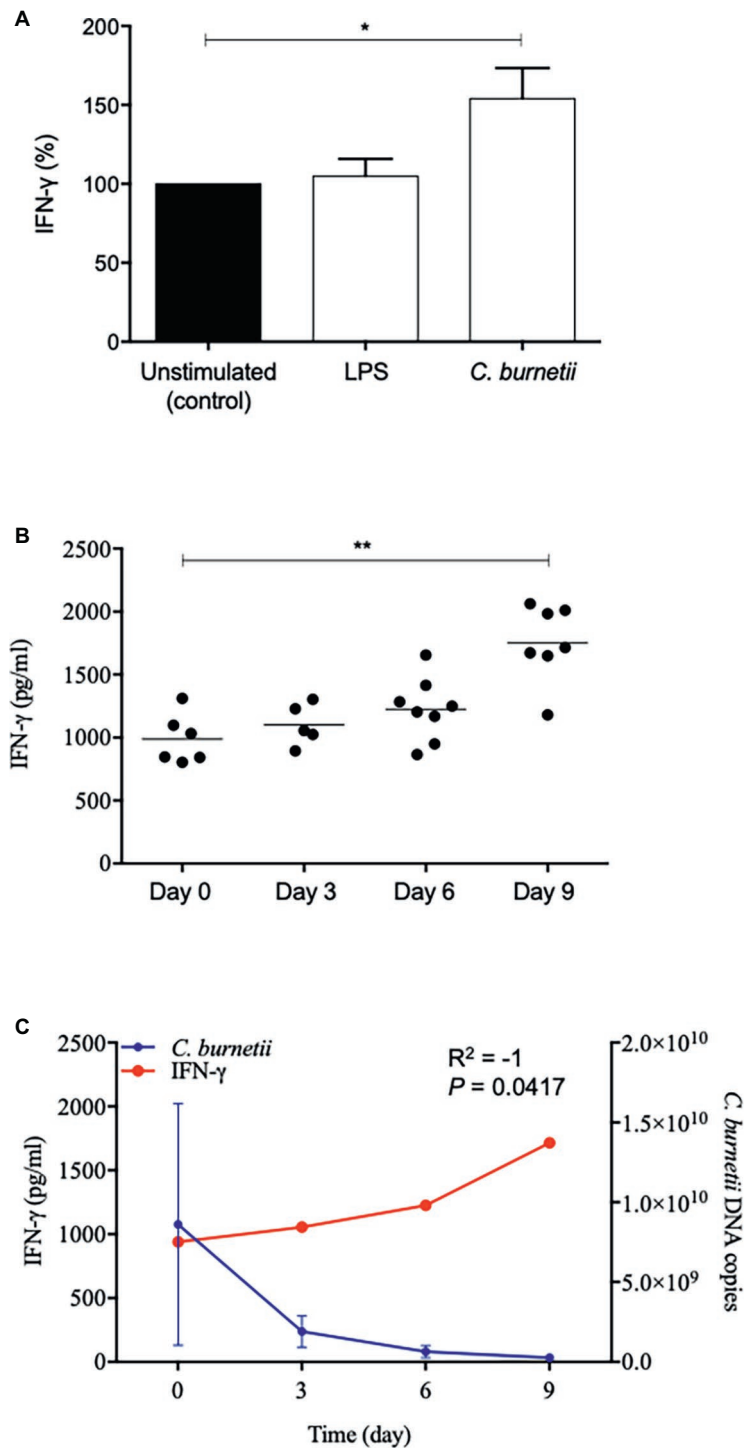 A
200
*
150
IFN-γ (%)
100
50
0
Unstimulated
(control)
LPS
C. burnetii
B
2500
**
2000
IFN-γ (pg/ml)
1500
1000
500
0
Day 0
Day 3
Day 6
Day 9
C
C. burnetii
IFN-γ
R² = -1
P = 0.0417
2500
2000
1500
1000
500
0
IFN-γ (pg/ml)
2.0×10¹⁰
1.5×10¹⁰
1.0×10¹⁰
5.0×10⁹
0.0
C. burnetii DNA
copies
0
3
6
9
Time (day)